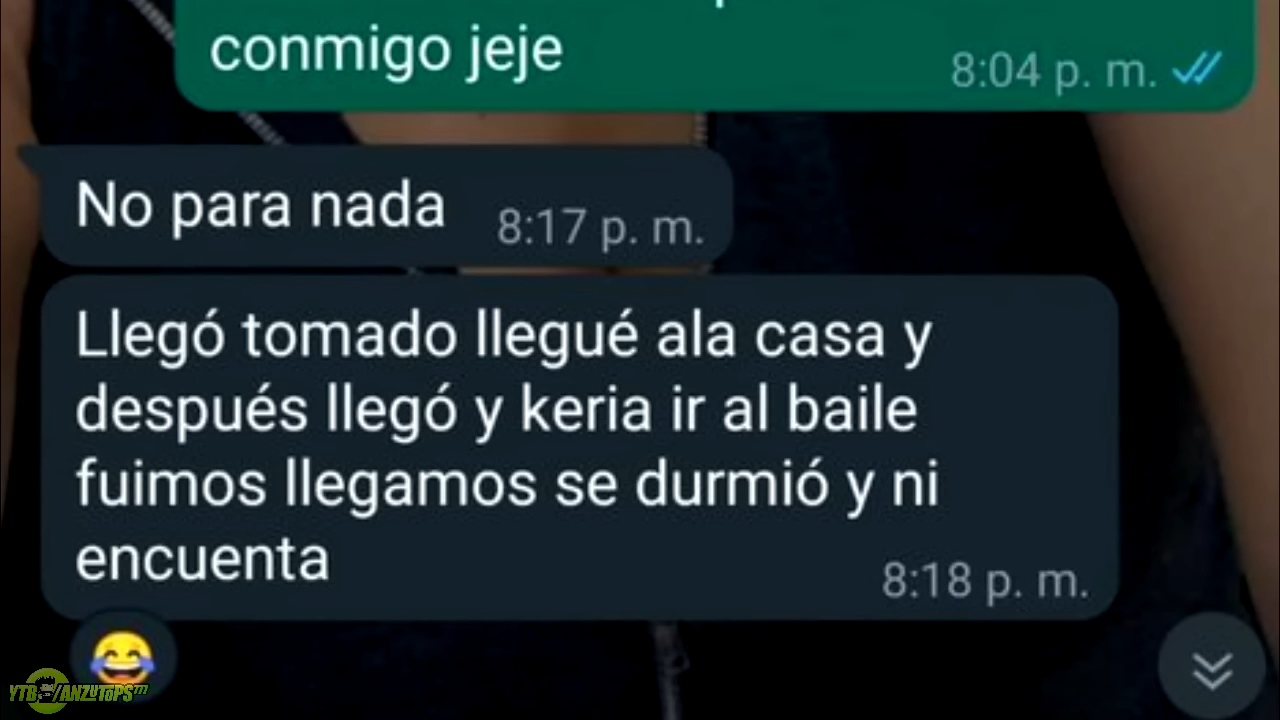 conmigo jeje
8:04 p. m.
No para nada
8:17 p. m.
Llegó tomado llegué ala casa y
después llegó y keria ir al baile
fuimos llegamos se durmió y ni
encuenta
8:18 p. m.